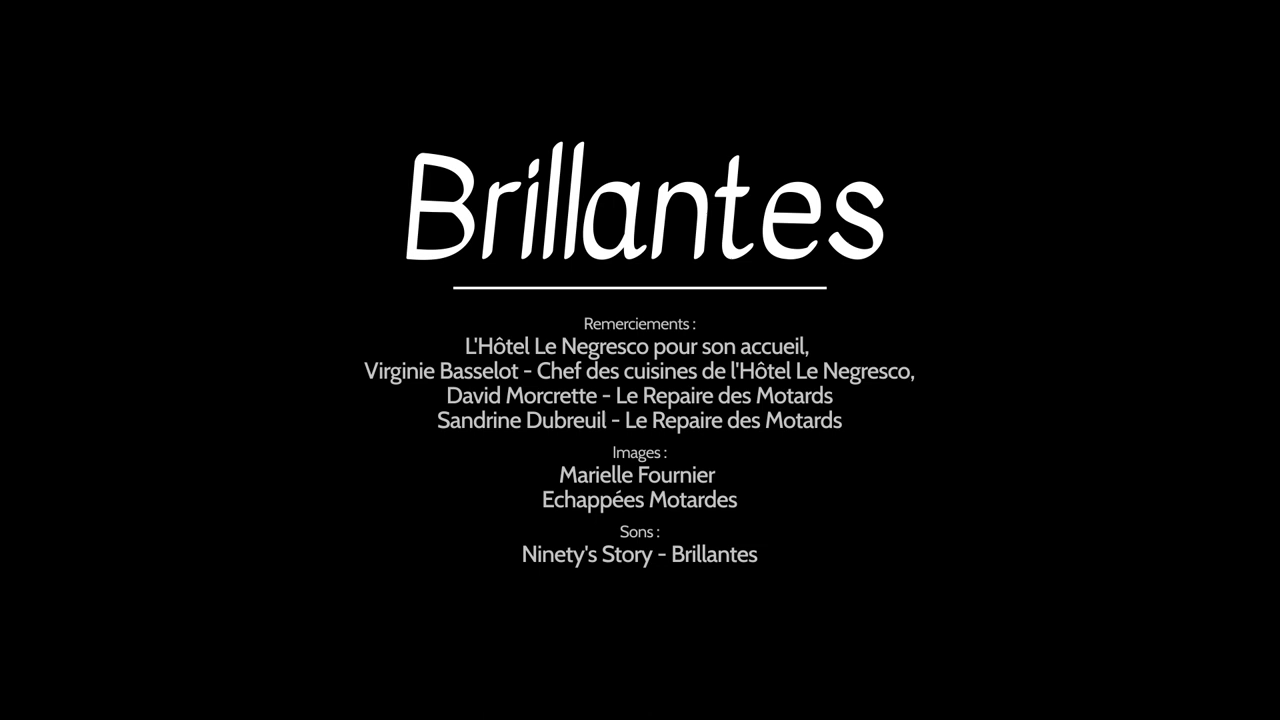 Brillantes
Remerciements :
L'Hôtel Le Negresco pour son accueil,
Virginie Basselot - Chef des cuisines de l'Hôtel Le Negresco,
David Morcrette - Le Repaire des Motards
Sandrine Dubreuil - Le Repaire des Motards
Images :
Marielle Fournier
Echappées Motardes
Sons :
Ninety's Story - Brillantes